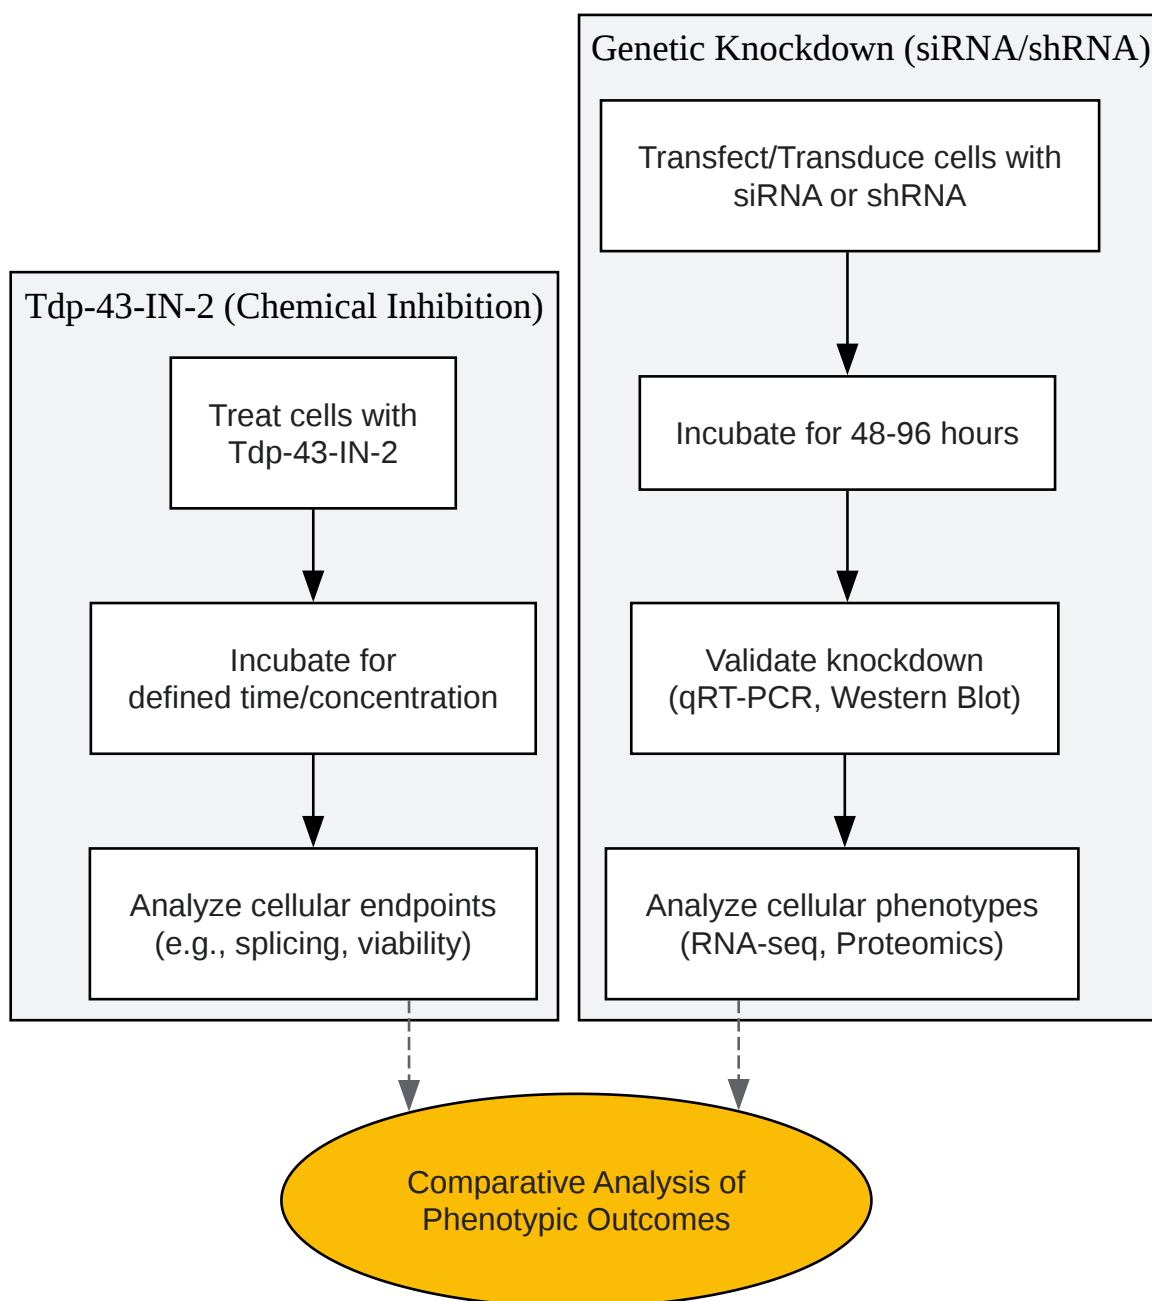 Genetic Knockdown (siRNA/shRNA)
Transfect/Transduce cells with
siRNA or shRNA
Incubate for 48-96 hours
Validate knockdown
(qRT-PCR, Western Blot)
Analyze cellular phenotypes
(RNA-seq, Proteomics)
Tdp-43-IN-2 (Chemical Inhibition)
Treat cells with
Tdp-43-IN-2
Incubate for
defined time/concentration
Analyze cellular endpoints
(e.g., splicing, viability)
Comparative Analysis of
Phenotypic Outcomes